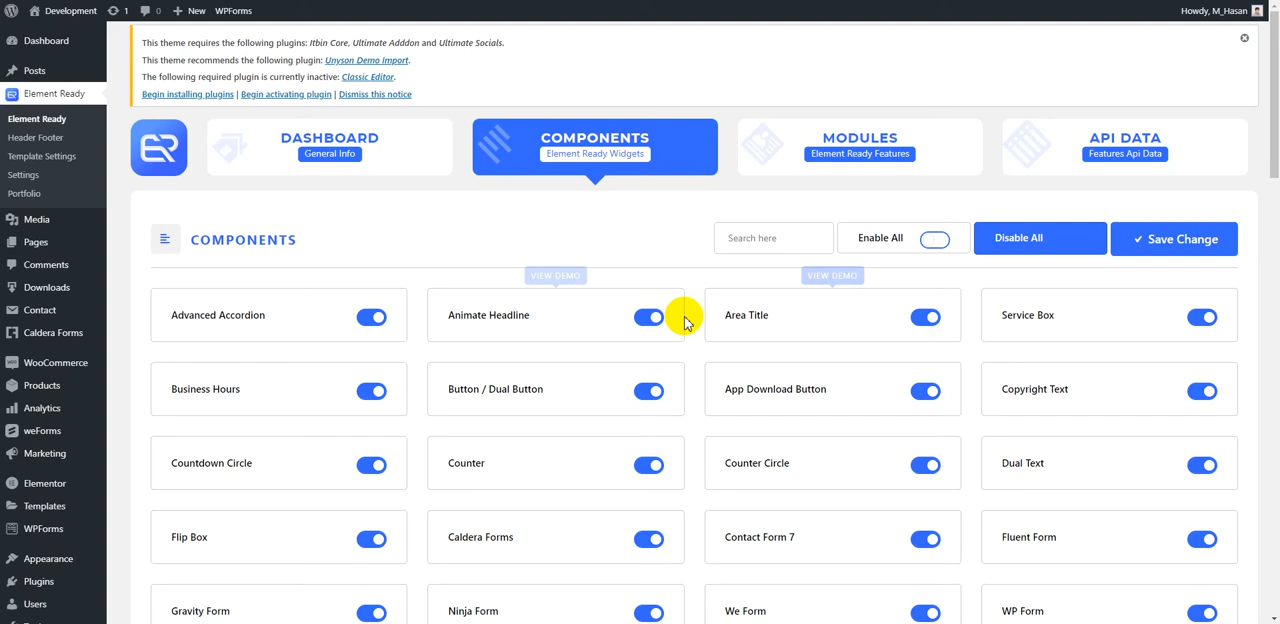 Development
1
0
New
WPForms
Howdy, M_Hasan
Dashboard
Posts
Element Ready
Element Ready
Header Footer
Template Settings
Settings
Portfolio
Media
Pages
Comments
Downloads
Contact
Caldera Forms
WooCommerce
Products
Analytics
weForms
Marketing
Elementor
Templates
WPForms
Appearance
Plugins
Users
This theme requires the following plugins: Itbin Core, Ultimate Adddon and Ultimate Socials.
This theme recommends the following plugin: Unyson Demo Import.
The following required plugin is currently inactive: Classic Editor.
Begin installing plugins | Begin activating plugin | Dismiss this notice
ER
DASHBOARD
General Info
COMPONENTS
Element Ready Widgets
MODULES
Element Ready Features
API DATA
Features Api Data
COMPONENTS
Search here
Enable All
Disable All
✓ Save Change
VIEW DEMO
VIEW DEMO
Advanced Accordion
Animate Headline
Area Title
Service Box
Business Hours
Button / Dual Button
App Download Button
Copyright Text
Countdown Circle
Counter
Counter Circle
Dual Text
Flip Box
Caldera Forms
Contact Form 7
Fluent Form
Gravity Form
Ninja Form
We Form
WP Form